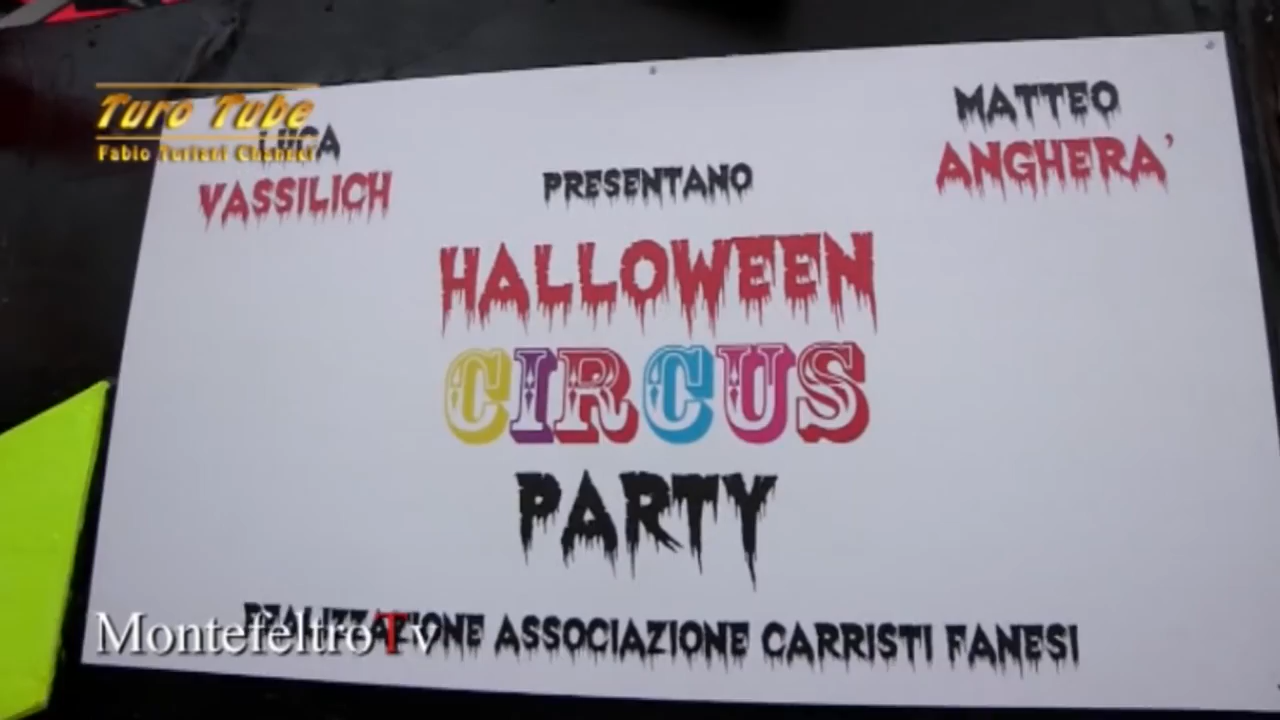 Turo Tube
Fabio Turiani Channel
LUCA
VASSILICH
PRESENTANO
MATTEO
ANGHERA'
HALLOWEEN
CIRCUS
PARTY
REALIZZAZIONE ASSOCIAZIONE CARRISTI FANESI
MontefeltroTv